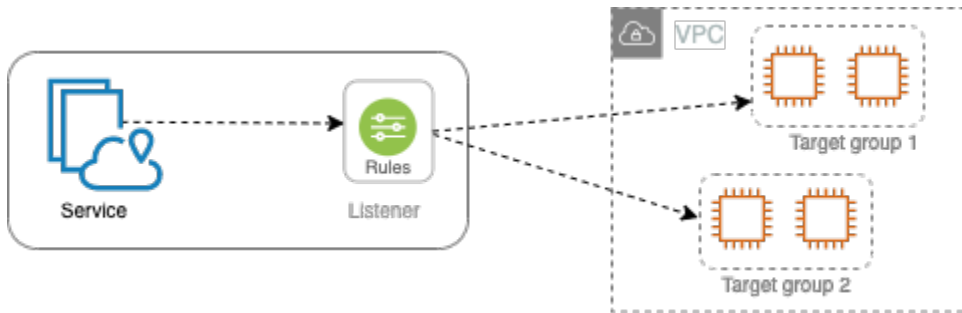 VPC
Rules
Service
Listener
Target group 1
Target group 2